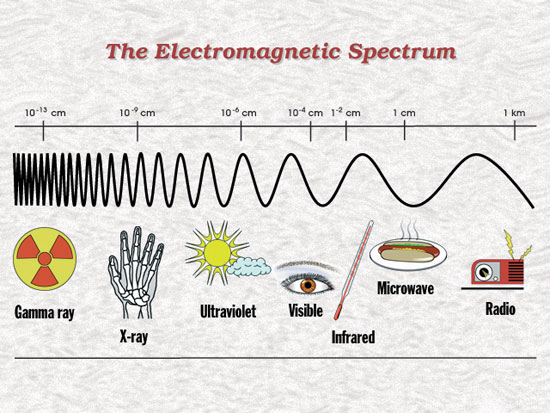 The Electromagnetic Spectrum
10⁻¹³ cm 10⁻⁹ cm 10⁻⁶ cm 10⁻⁴ cm 1⁻² cm 1 cm 1 km
Gamma ray
X-ray
Ultraviolet
Visible
Infrared
Microwave
Radio